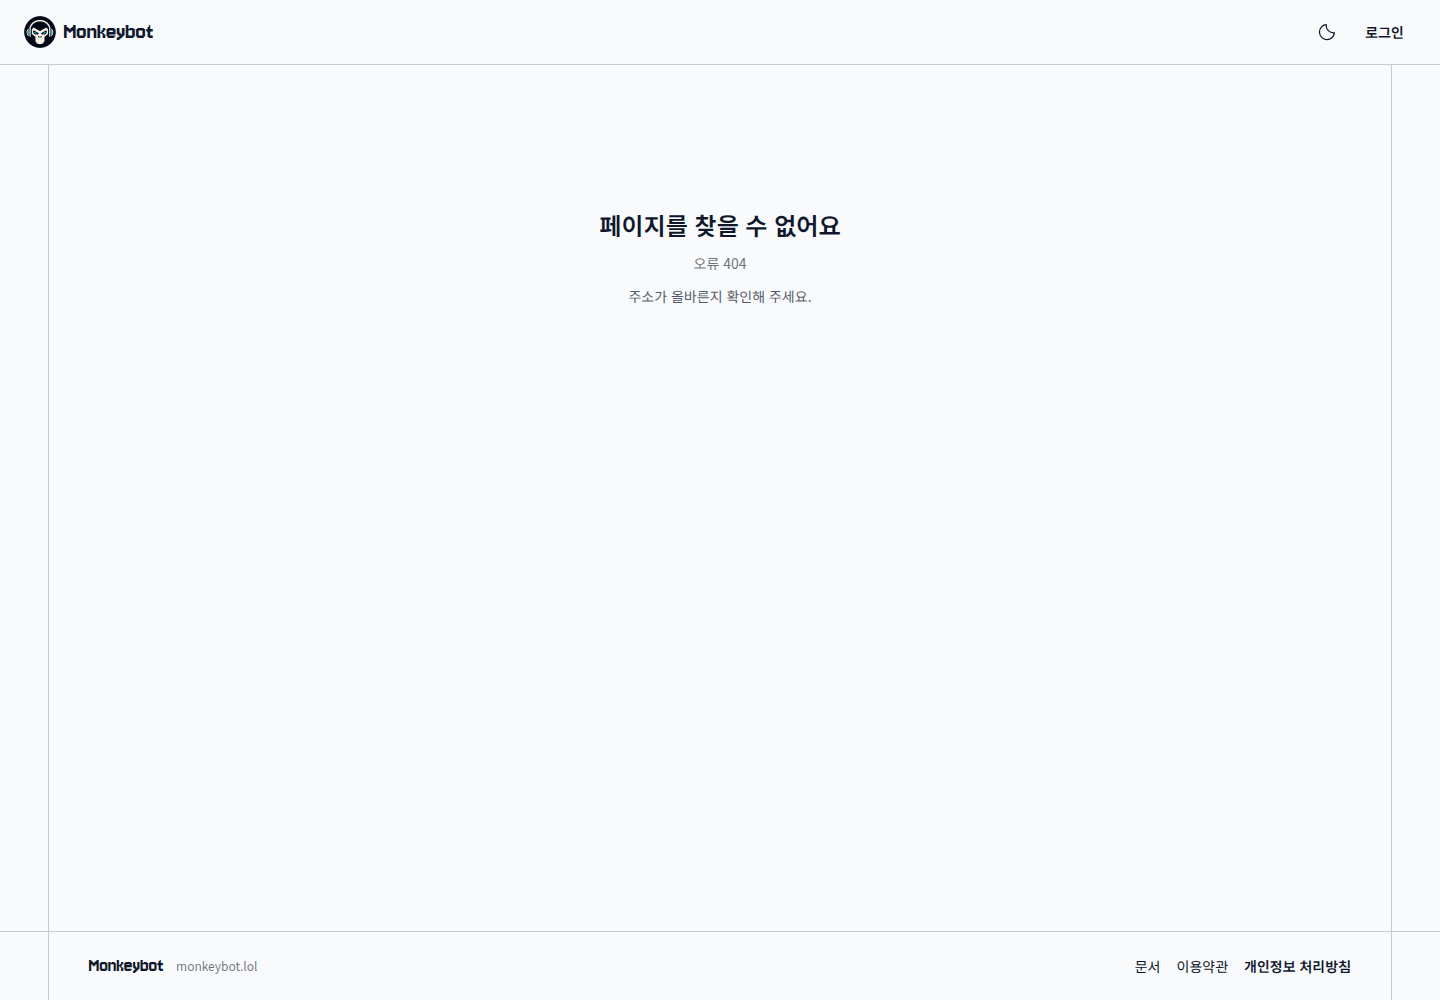 Monkeybot
로그인
페이지를 찾을 수 없어요
오류 404
주소가 올바른지 확인해 주세요.
Monkeybot monkeybot.lol
문서 이용약관 개인정보 처리방침